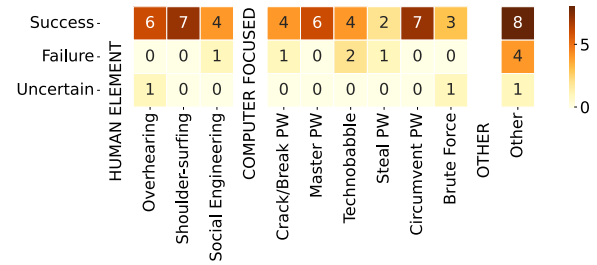 Success 6 7 4 4 6 4 2 7 3 8
Failure 0 0 1 1 0 2 1 0 0 4
Uncertain 1 0 0 0 0 0 0 0 1 1
5
0
HUMAN ELEMENT
Overhearing
Shoulder-surfing
Social Engineering
COMPUTER FOCUSED
Crack/Break PW
Master PW
Technobabble
Steal PW
Circumvent PW
Brute Force
OTHER
Other